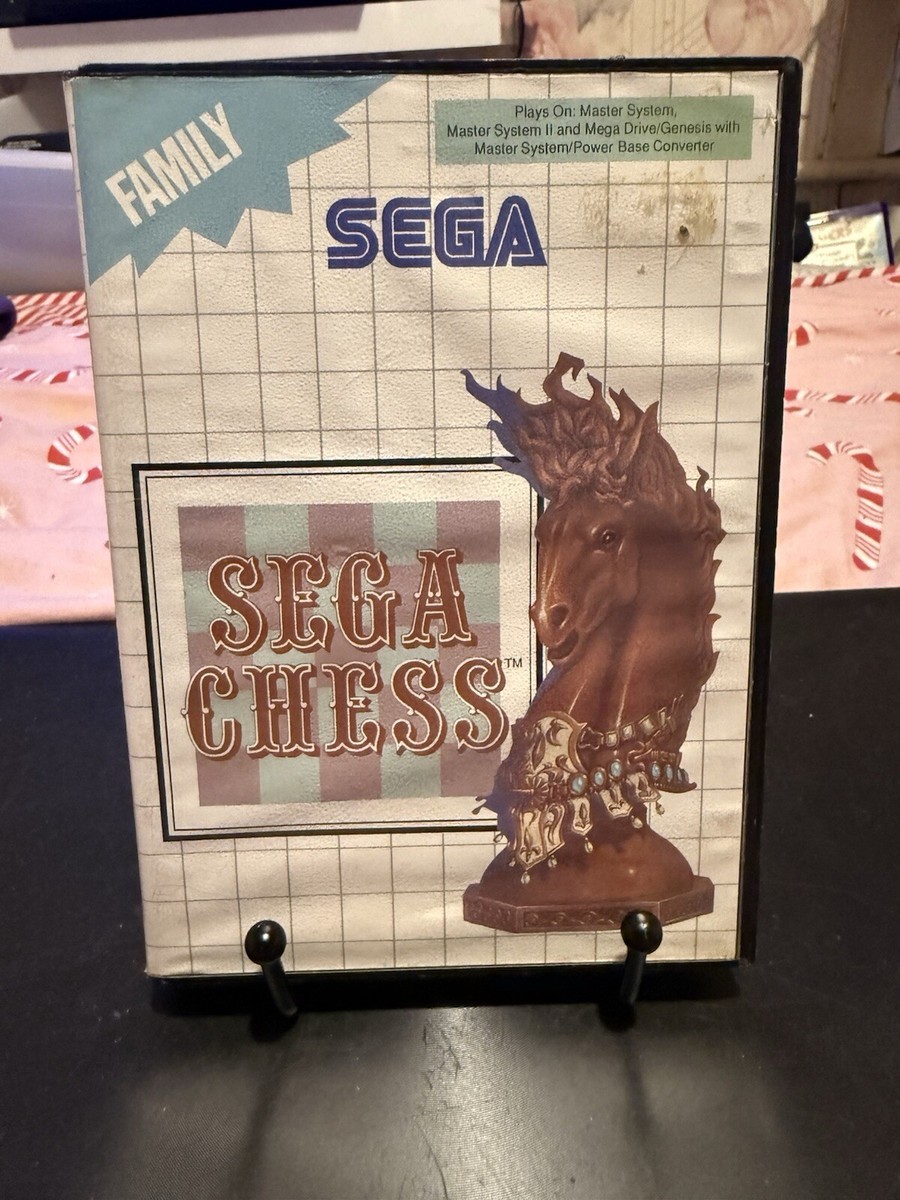 FAMILY
Plays On: Master System,
Master System II and Mega Drive/Genesis with
Master System/Power Base Converter
SEGA
SEGA
CHESS™